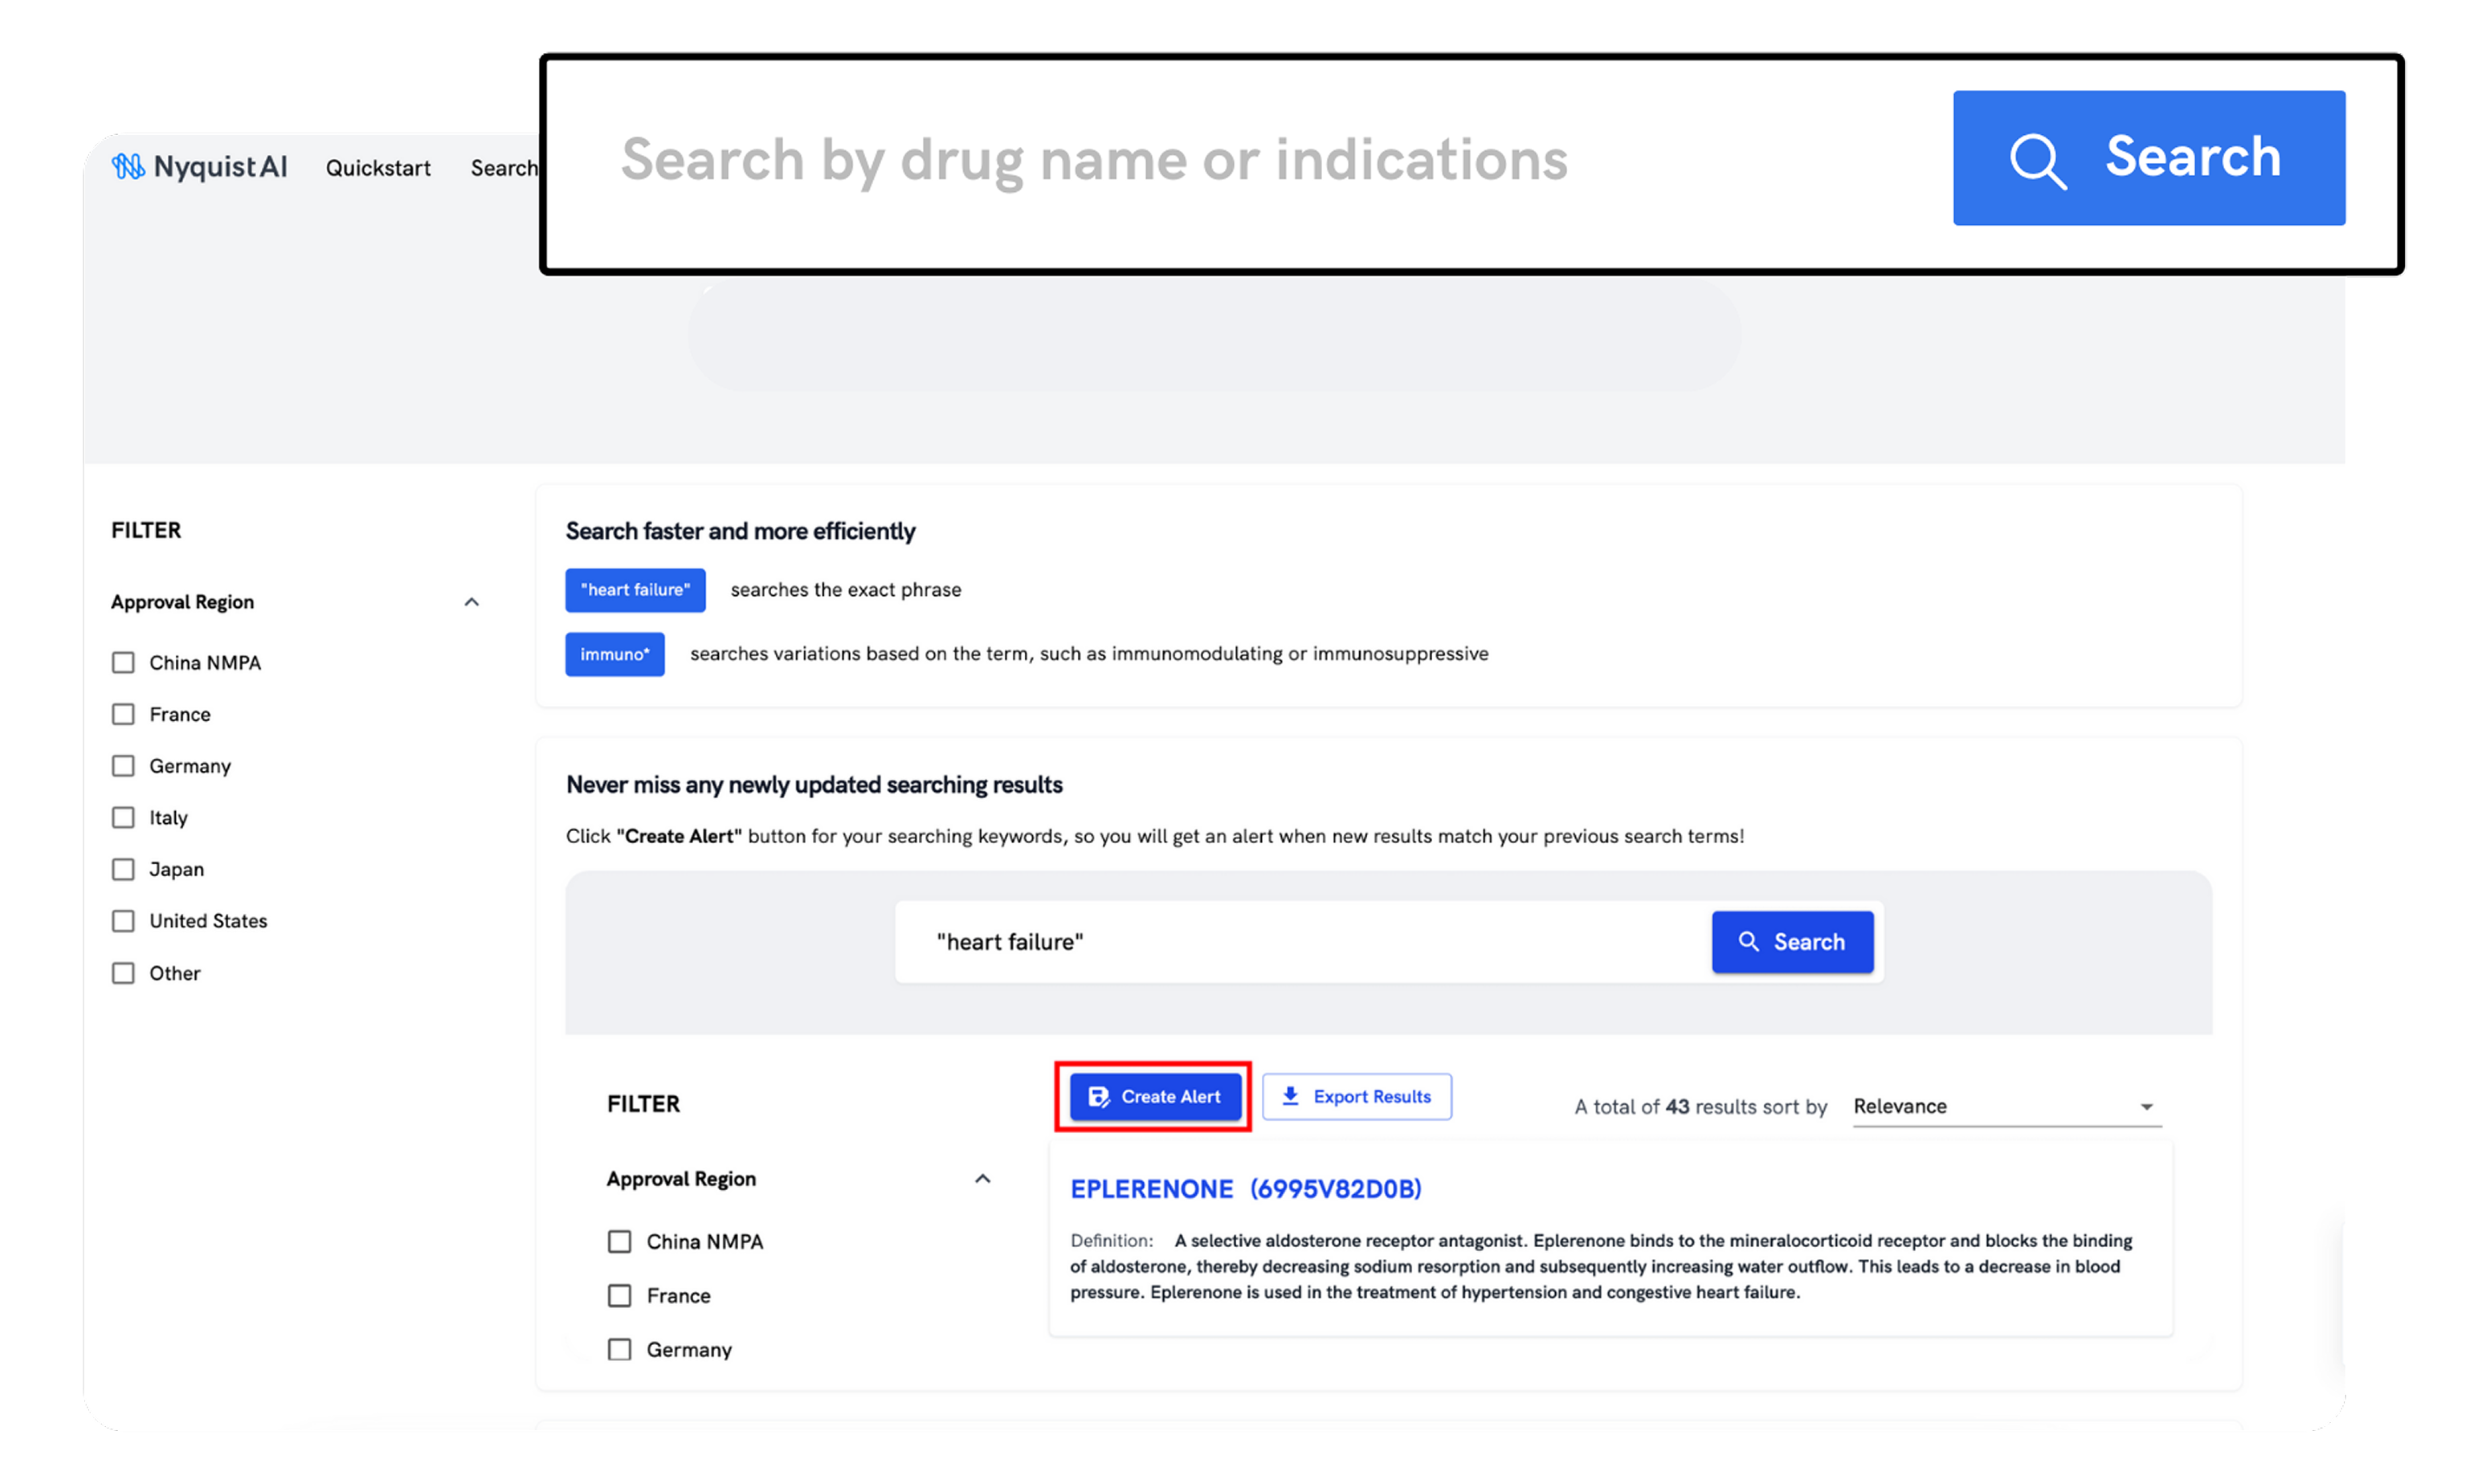 Nyquist AI
Quickstart
Search
Search by drug name or indications
Search
FILTER
Approval Region
China NMPA
France
Germany
Italy
Japan
United States
Other
Search faster and more efficiently
"heart failure" searches the exact phrase
immuno* searches variations based on the term, such as immunomodulating or immunosuppressive
Never miss any newly updated searching results
Click "Create Alert" button for your searching keywords, so you will get an alert when new results match your previous search terms!
"heart failure"
Search
FILTER
Approval Region
China NMPA
France
Germany
Create Alert
Export Results
A total of 43 results sort by Relevance
EPLERENONE (6995V82D0B)
Definition: A selective aldosterone receptor antagonist. Eplerenone binds to the mineralocorticoid receptor and blocks the binding
of aldosterone, thereby decreasing sodium resorption and subsequently increasing water outflow. This leads to a decrease in blood
pressure. Eplerenone is used in the treatment of hypertension and congestive heart failure.